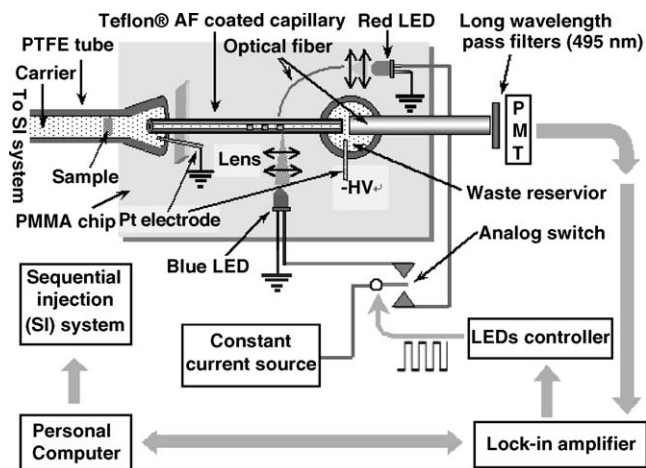 Teflon® AF coated capillary
Red LED
PTFE tube
Optical fiber
Long wavelength
pass filters (495 nm)
Carrier
To SI system
P
M
T
Sample
Lens
-HV↵
Waste reservior
PMMA chip
Pt electrode
Analog switch
Blue LED
Sequential
injection
(SI) system
Constant
current source
LEDs controller
Personal
Computer
Lock-in amplifier